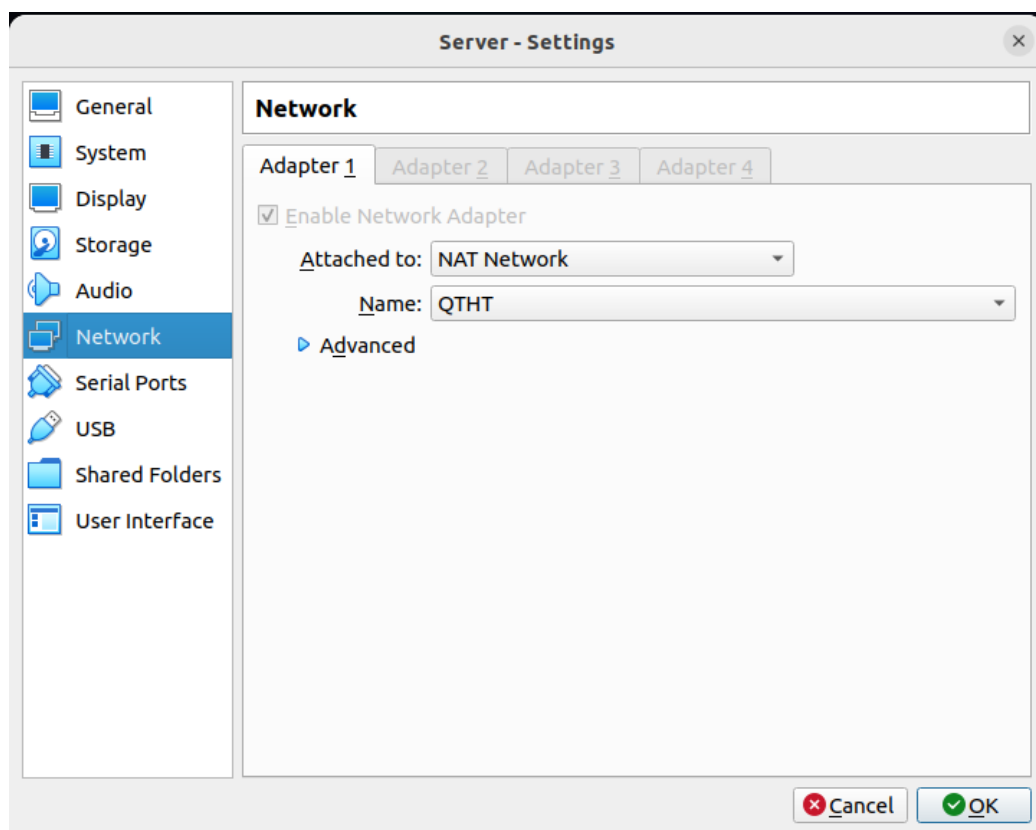 Server - Settings
General
System
Display
Storage
Audio
Network
Serial Ports
USB
Shared Folders
User Interface
Network
Adapter 1 Adapter 2 Adapter 3 Adapter 4
Enable Network Adapter
Attached to: NAT Network
Name: QTHT
Advanced
Cancel OK